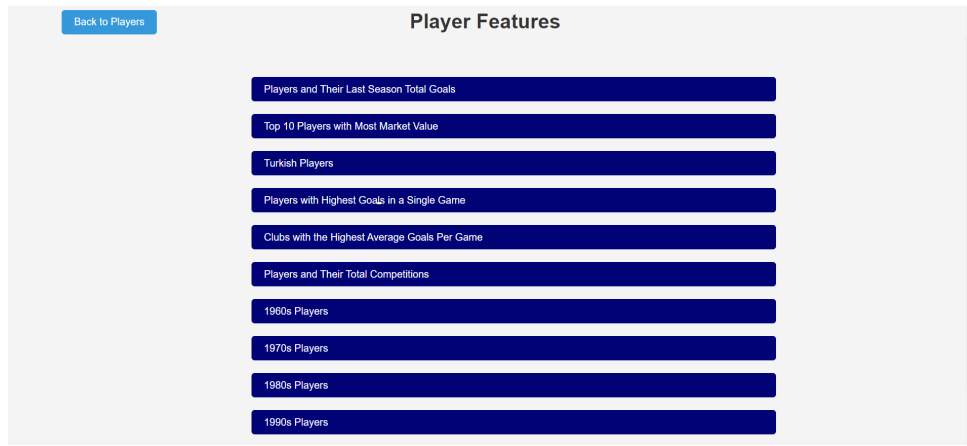 Back to Players
Player Features
Players and Their Last Season Total Goals
Top 10 Players with Most Market Value
Turkish Players
Players with Highest Goals in a Single Game
Clubs with the Highest Average Goals Per Game
Players and Their Total Competitions
1960s Players
1970s Players
1980s Players
1990s Players